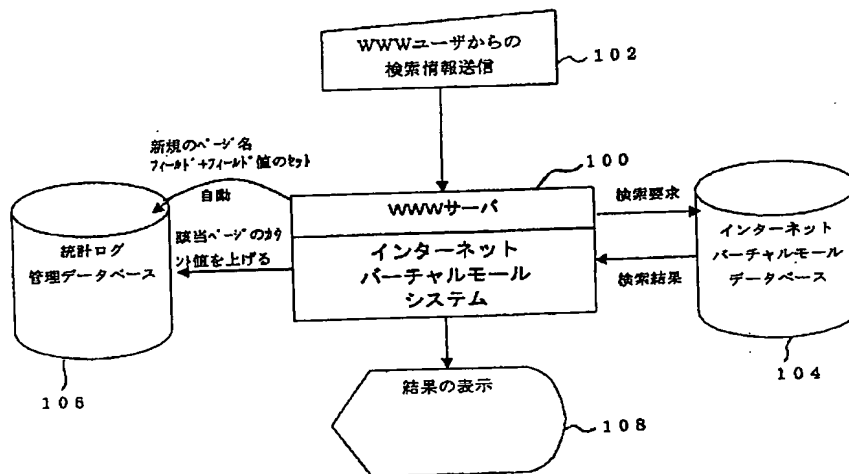 WWWユーザからの
検索情報送信
102
新規のページ名
フィールド+フィールド値のセット
自動
100
WWWサーバ
検索要求
統計ログ
管理データベース
該当ページのカウ
ント値を上げる
インターネット
バーチャルモール
システム
検索結果
インターネット
バーチャルモール
データベース
106
104
結果の表示
108